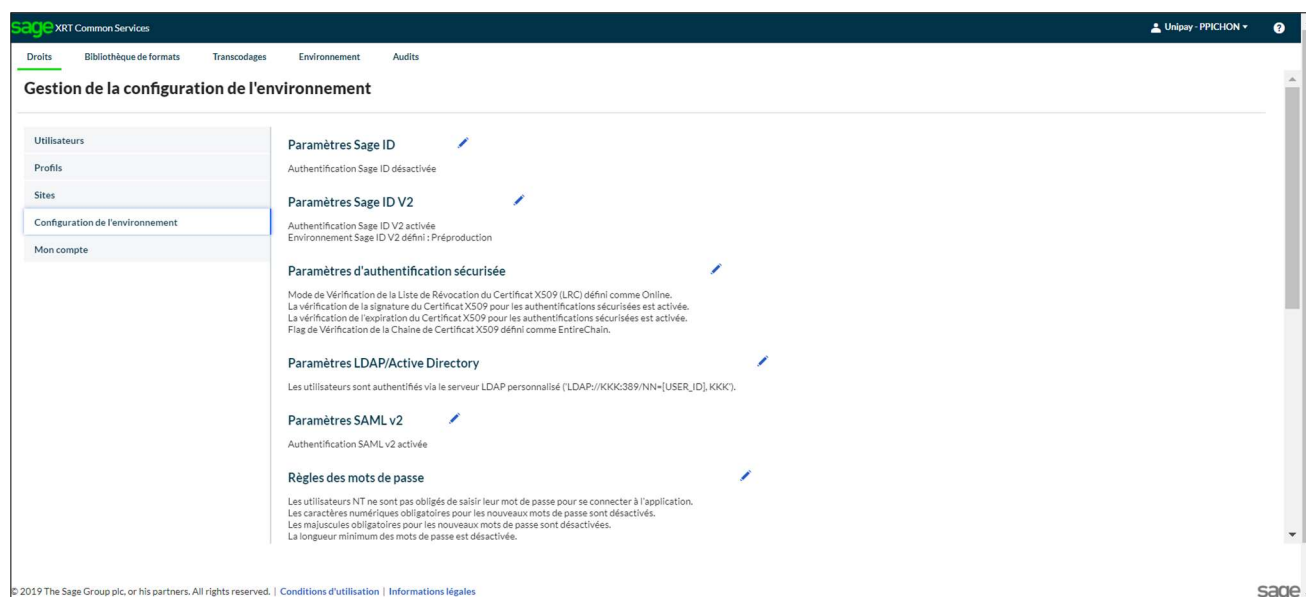 sage XRT Common Services
Unipay - PPICHON
?
Droits
Bibliothèque de formats
Transcodages
Environnement
Audits
Gestion de la configuration de l'environnement
Utilisateurs
Profils
Sites
Configuration de l'environnement
Mon compte
Paramètres Sage ID
Authentification Sage ID désactivée
Paramètres Sage ID V2
Authentification Sage ID V2 activée
Environnement Sage ID V2 défini : Préproduction
Paramètres d'authentification sécurisée
Mode de Vérification de la Liste de Révocation du Certificat X509 (LRC) défini comme Online.
La vérification de la signature du Certificat X509 pour les authentifications sécurisées est activée.
La vérification de l'expiration du Certificat X509 pour les authentifications sécurisées est activée.
Flag de Vérification de la Chaine de Certificat X509 défini comme EntireChain.
Paramètres LDAP/Active Directory
Les utilisateurs sont authentifiés via le serveur LDAP personnalisé ('LDAP://KKK:389/NN=[USER_ID], KKK').
Paramètres SAML v2
Authentification SAML v2 activée
Règles des mots de passe
Les utilisateurs NT ne sont pas obligés de saisir leur mot de passe pour se connecter à l'application.
Les caractères numériques obligatoires pour les nouveaux mots de passe sont désactivés.
Les majuscules obligatoires pour les nouveaux mots de passe sont désactivées.
La longueur minimum des mots de passe est désactivée.
© 2019 The Sage Group plc, or his partners. All rights reserved. | Conditions d'utilisation | Informations légales
sage